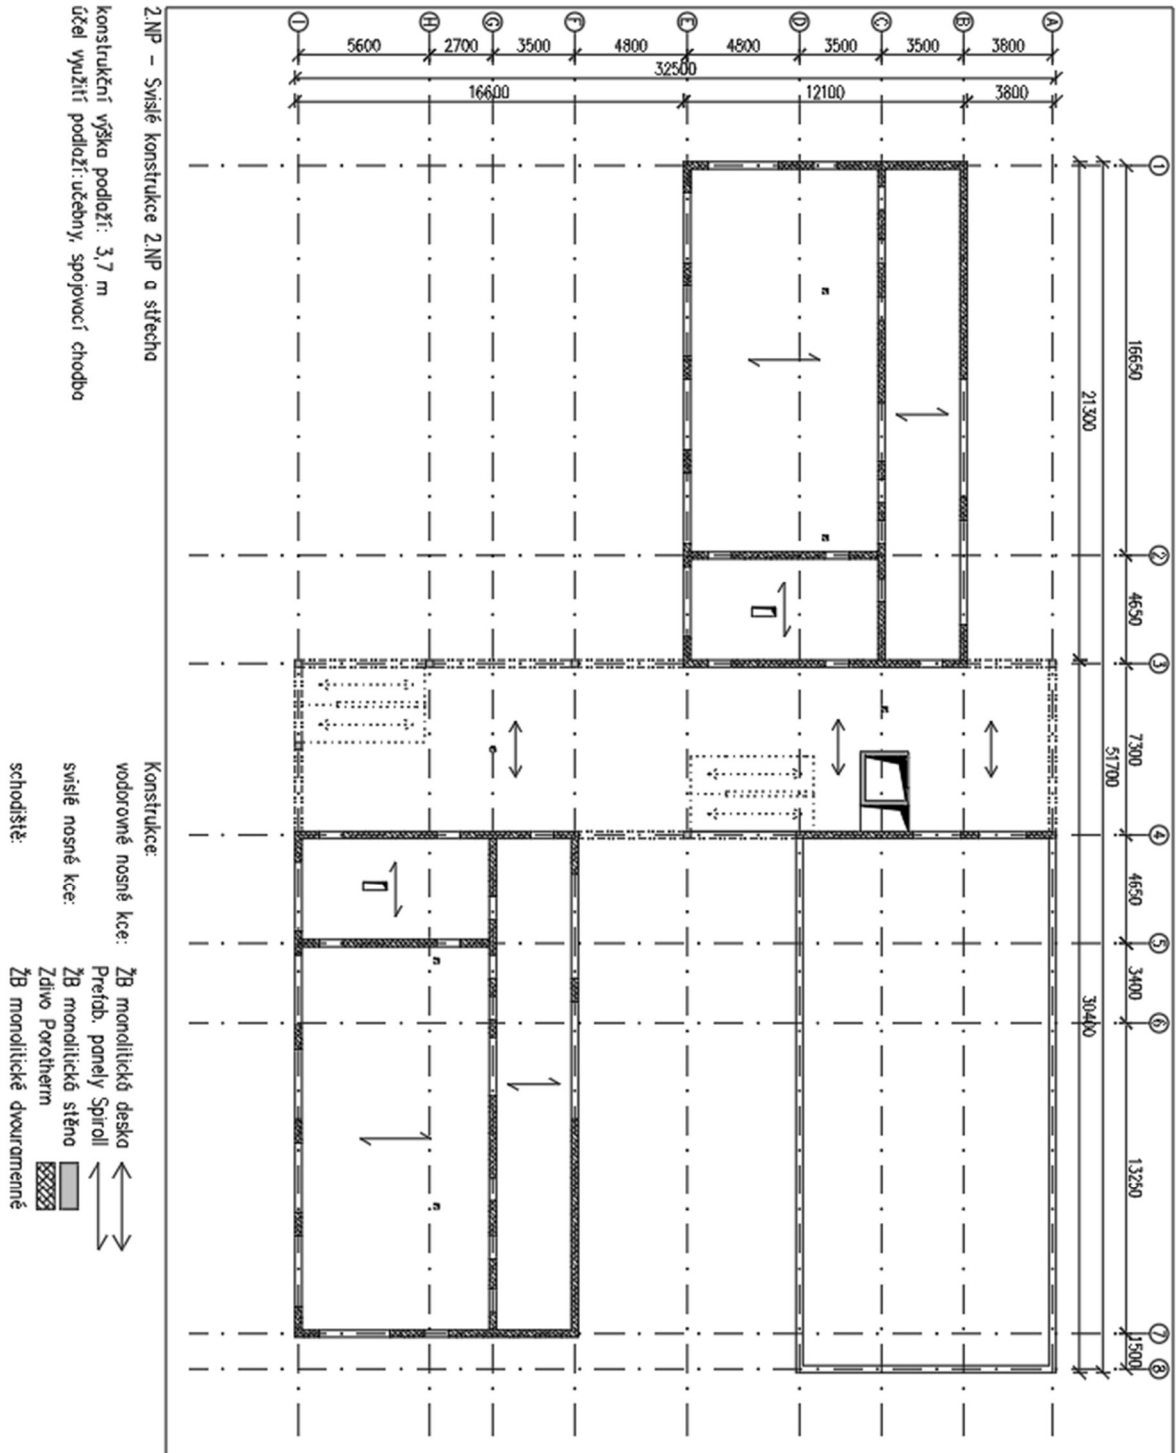 I
H
G
F
E
D
C
B
A
5600
2700
3500
4800
4800
3500
3500
3800
32500
16600
12100
3800
1
2
3
4
5
6
7
8
16650
4650
7300
4650
3400
13250
1500
21300
30400
51700
2.NP - Svislé konstrukce 2.NP a střecha
konstrukční výška podlaží: 3,7 m
účel využití podlaží:učebny, spojovací chodba
Konstrukce:
vodorovné nosné kce: ŽB monolitická deska
Prefab. panely Spiroll
svislé nosné kce: ŽB monolitická stěna
Zdivo Porotherm
schodiště: ŽB monolitické dvouramenné